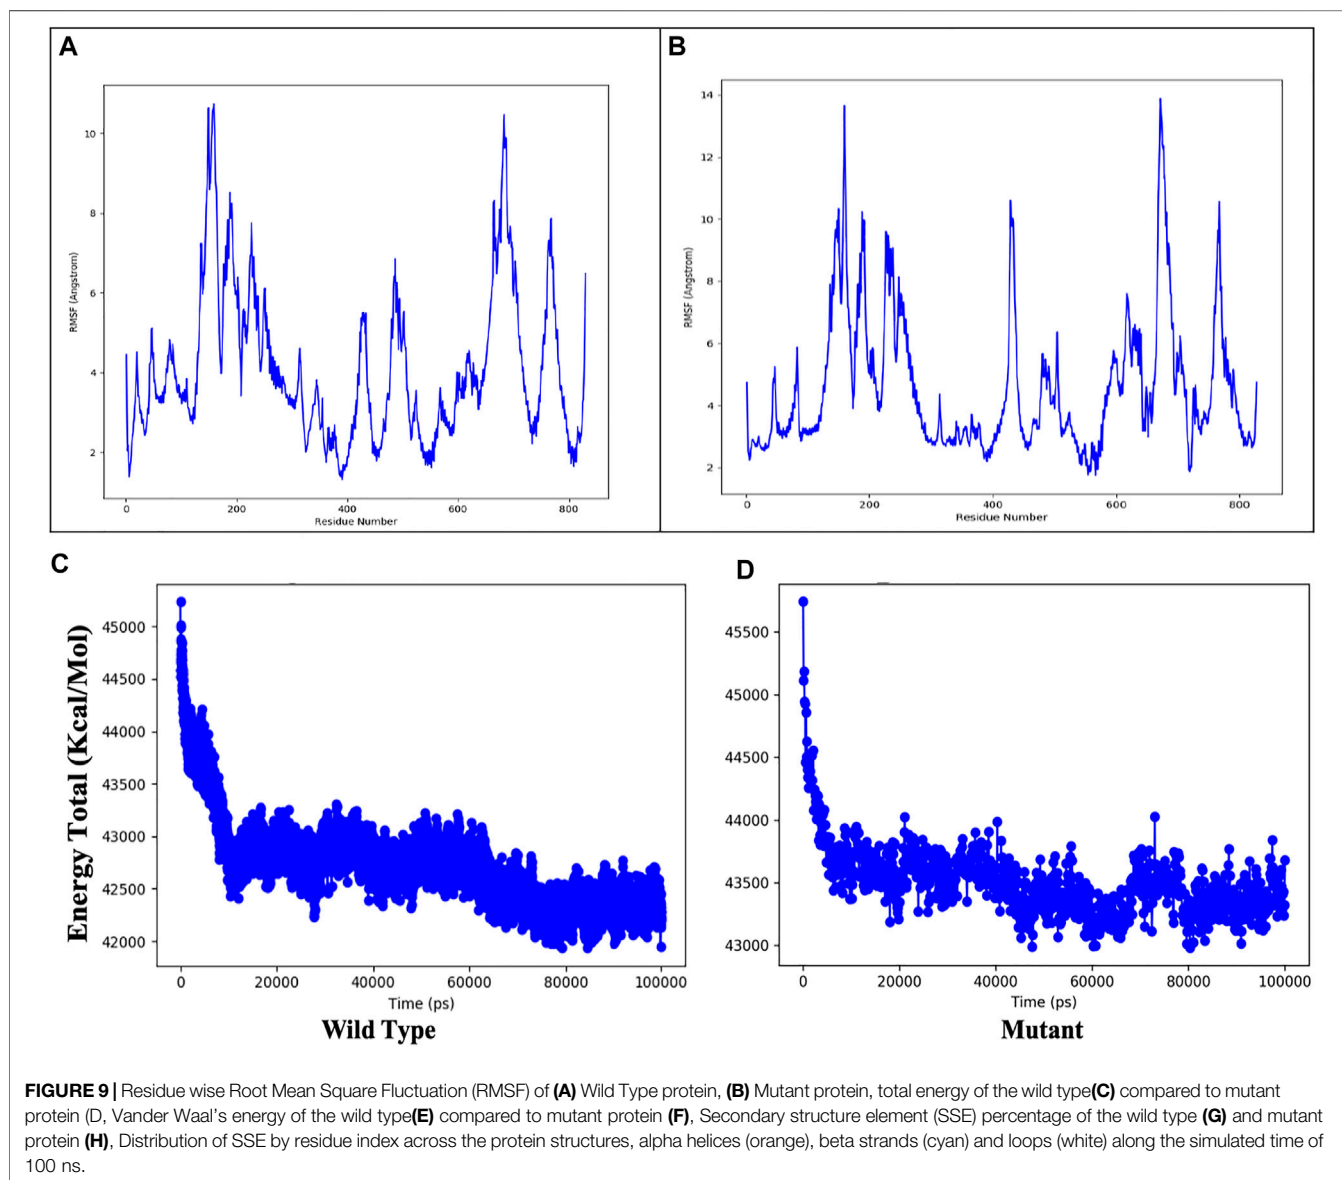 A
B
10
8
6
4
2
RMSF (Angstrom)
0 200 400 600 800
Residue Number
14
12
10
8
6
4
2
RMSF (Angstrom)
0 200 400 600 800
Residue Number
C
D
45000
44500
44000
43500
43000
42500
42000
Energy Total (Kcal/Mol)
0 20000 40000 60000 80000 100000
Time (ps)
Wild Type
45500
45000
44500
44000
43500
43000
0 20000 40000 60000 80000 100000
Time (ps)
Mutant
FIGURE 9 | Residue wise Root Mean Square Fluctuation (RMSF) of (A) Wild Type protein, (B) Mutant protein, total energy of the wild type(C) compared to mutant
protein (D, Vander Waal's energy of the wild type(E) compared to mutant protein (F), Secondary structure element (SSE) percentage of the wild type (G) and mutant
protein (H), Distribution of SSE by residue index across the protein structures, alpha helices (orange), beta strands (cyan) and loops (white) along the simulated time of
100 ns.